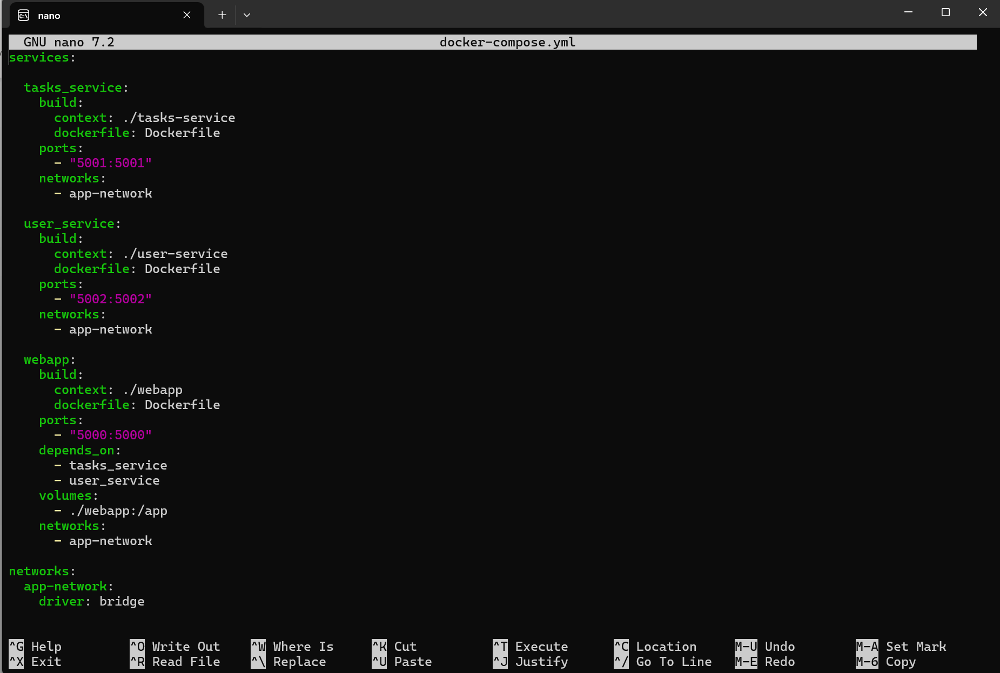 nano
GNU nano 7.2 docker-compose.yml
services:
tasks_service:
build:
context: ./tasks-service
dockerfile: Dockerfile
ports:
- "5001:5001"
networks:
- app-network
user_service:
build:
context: ./user-service
dockerfile: Dockerfile
ports:
- "5002:5002"
networks:
- app-network
webapp:
build:
context: ./webapp
dockerfile: Dockerfile
ports:
- "5000:5000"
depends_on:
- tasks_service
- user_service
volumes:
- ./webapp:/app
networks:
- app-network
networks:
app-network:
driver: bridge
^G Help ^O Write Out ^W Where Is ^K Cut ^T Execute ^C Location M-U Undo M-A Set Mark
^X Exit ^R Read File ^\ Replace ^U Paste ^J Justify ^/ Go To Line M-E Redo M-6 Copy